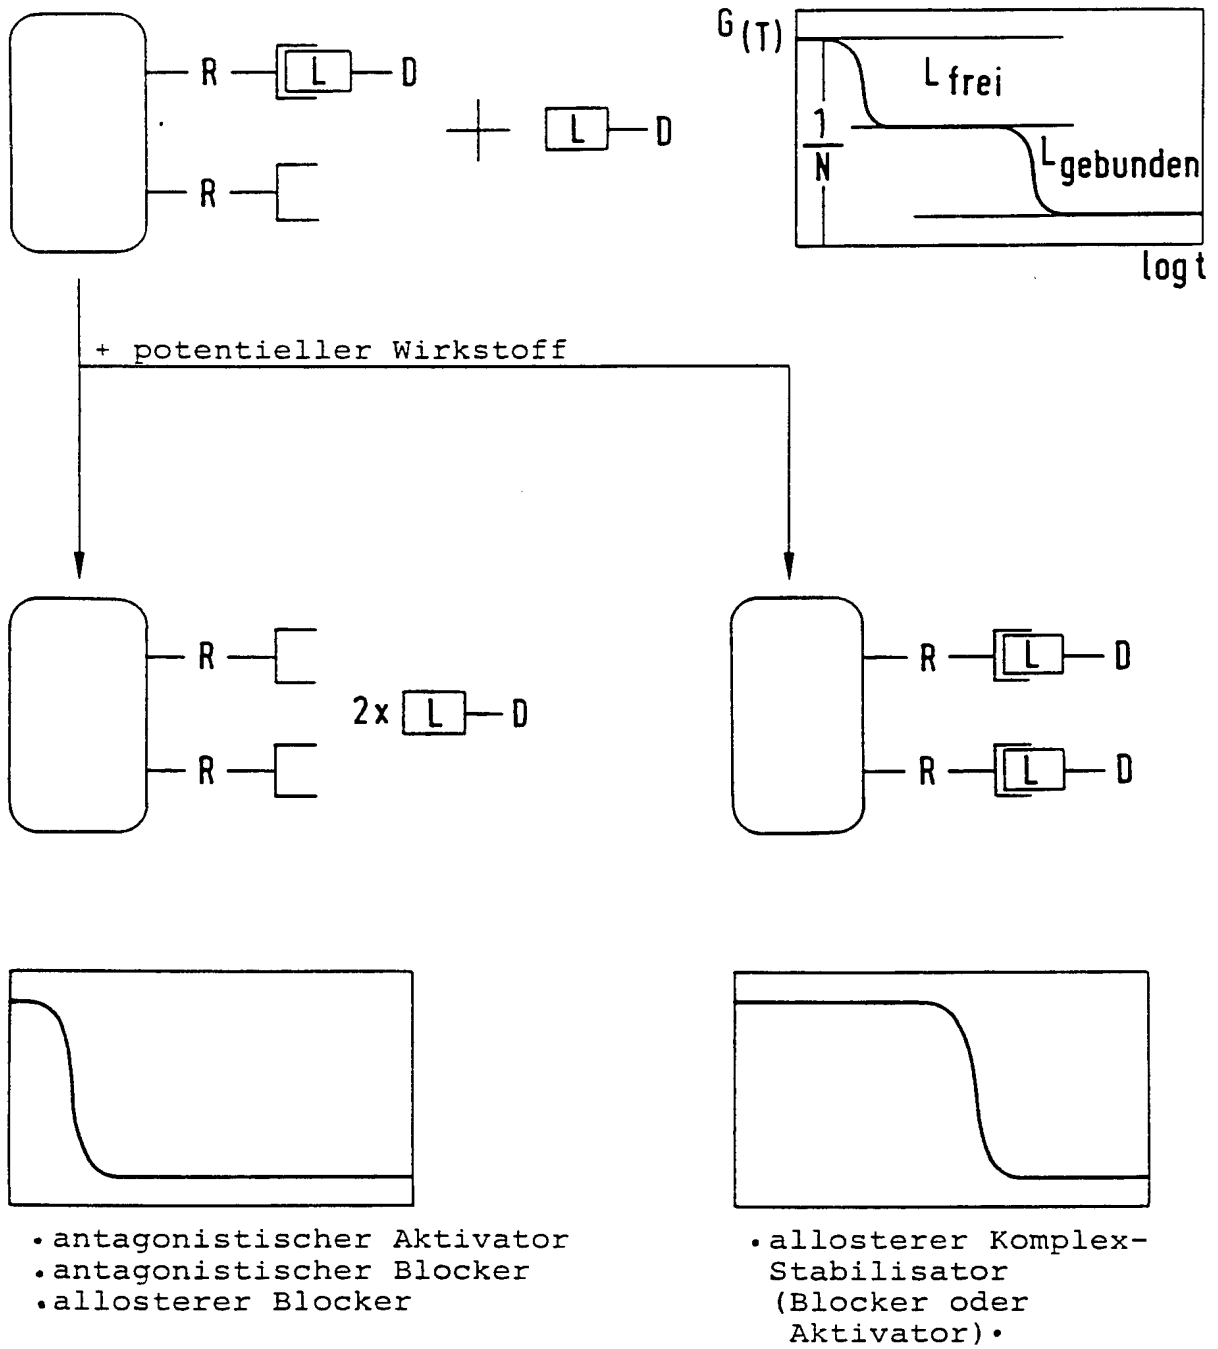 R L D
L D
R
G(T)
L frei
1
N
L gebunden
log t
+ potentieller Wirkstoff
R
2x L D
R
R L D
R L D
•antagonistischer Aktivator
•antagonistischer Blocker
•allosterer Blocker
•allosterer Komplex-
Stabilisator
(Blocker oder
Aktivator)•